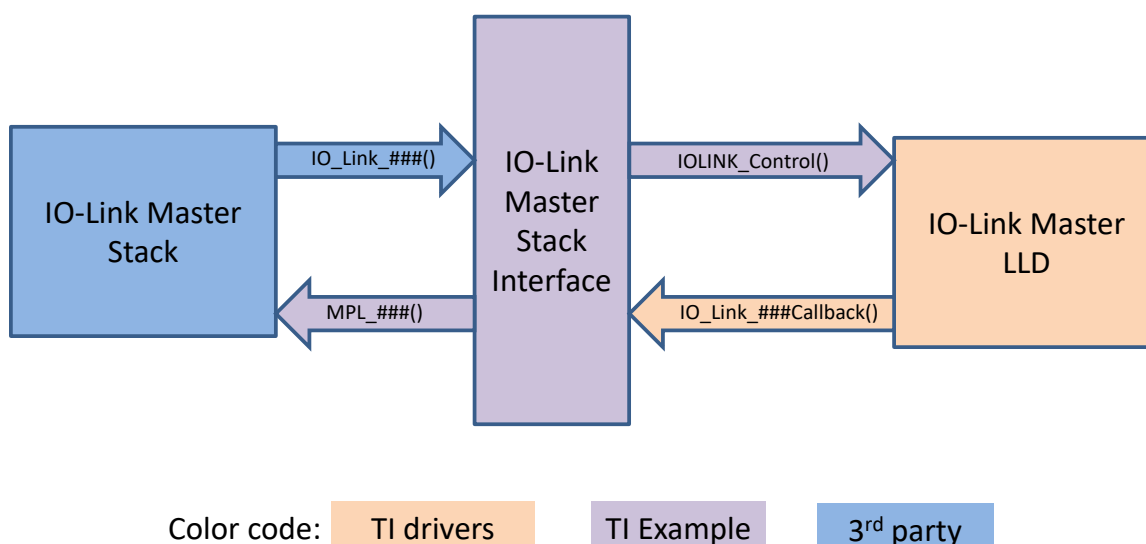 IO-Link Master
Stack
IO_Link_###()
MPL_###()
IO-Link
Master
Stack
Interface
IOLINK_Control()
IO_Link_###Callback()
IO-Link Master
LLD
Color code:
TI drivers
TI Example
3rd party